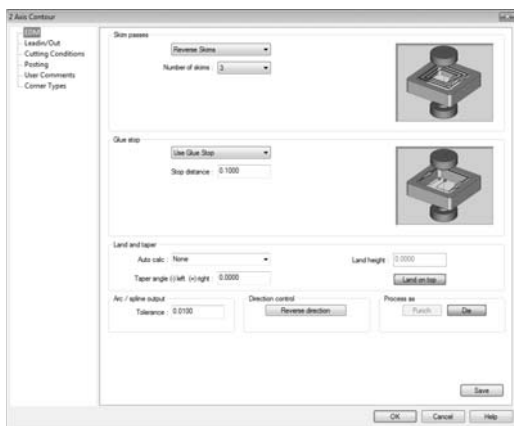 2 Axis Contour
EDM
Leadin/Out
Cutting Conditions
Posting
User Comments
Corner Types
Skim passes
Reverse Skims
Number of skims : 3
Glue stop
Use Glue Stop
Stop distance : 0.1000
Land and taper
Auto calc : None
Land height : 0.0000
Taper angle (-) left (+) right : 0.0000
Land on top
Arc / spline output
Tolerance : 0.0100
Direction control
Reverse direction
Process as
Punch
Die
Save
OK
Cancel
Help